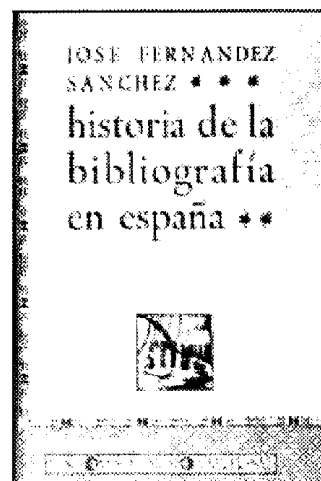 JOSE FERNANDEZ
SANCHEZ * * *
historia de la
bibliografía
en españa **